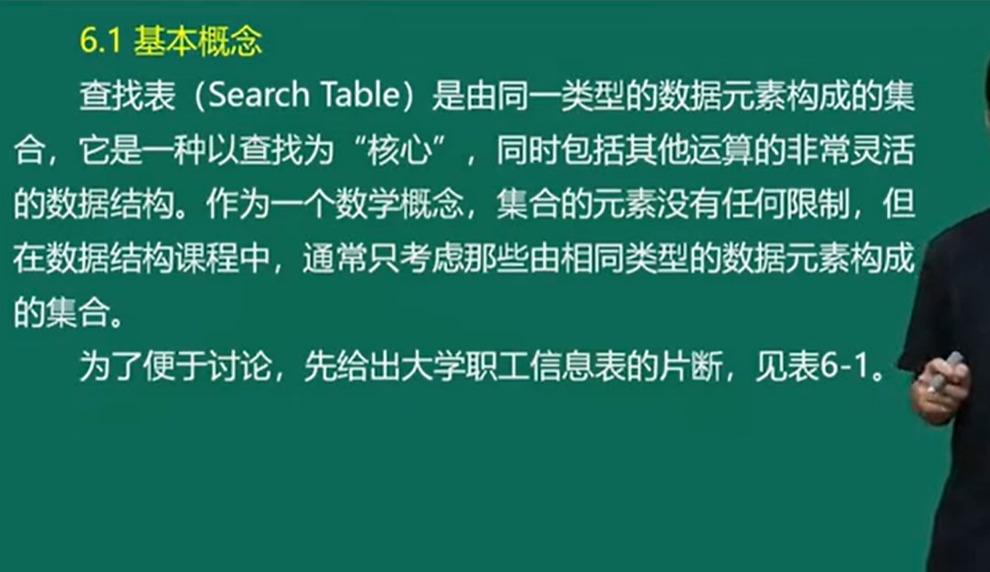 6.1 基本概念
查找表（Search Table）是由同一类型的数据元素构成的集
合，它是一种以查找为“核心”，同时包括其他运算的非常灵活
的数据结构。作为一个数学概念，集合的元素没有任何限制，但
在数据结构课程中，通常只考虑那些由相同类型的数据元素构成
的集合。
为了便于讨论，先给出大学职工信息表的片断，见表6-1。